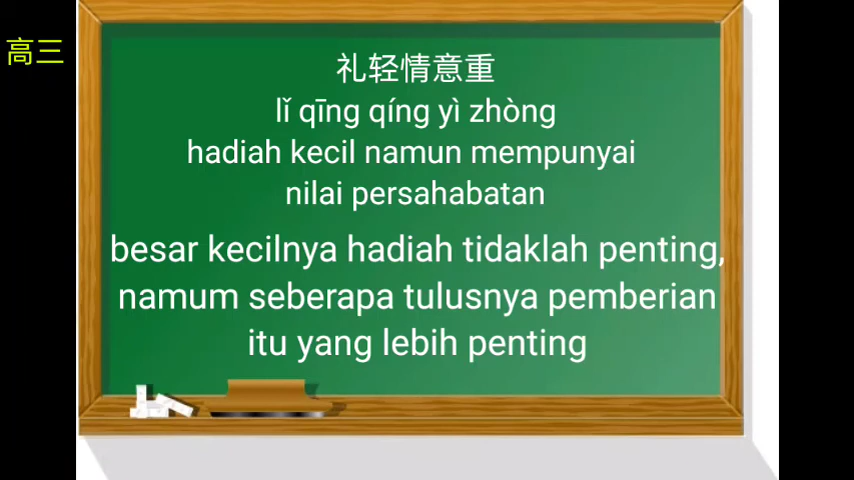 高三
礼轻情意重
lǐ qīng qíng yì zhòng
hadiah kecil namun mempunyai
nilai persahabatan
besar kecilnya hadiah tidaklah penting,
namum seberapa tulusnya pemberian
itu yang lebih penting